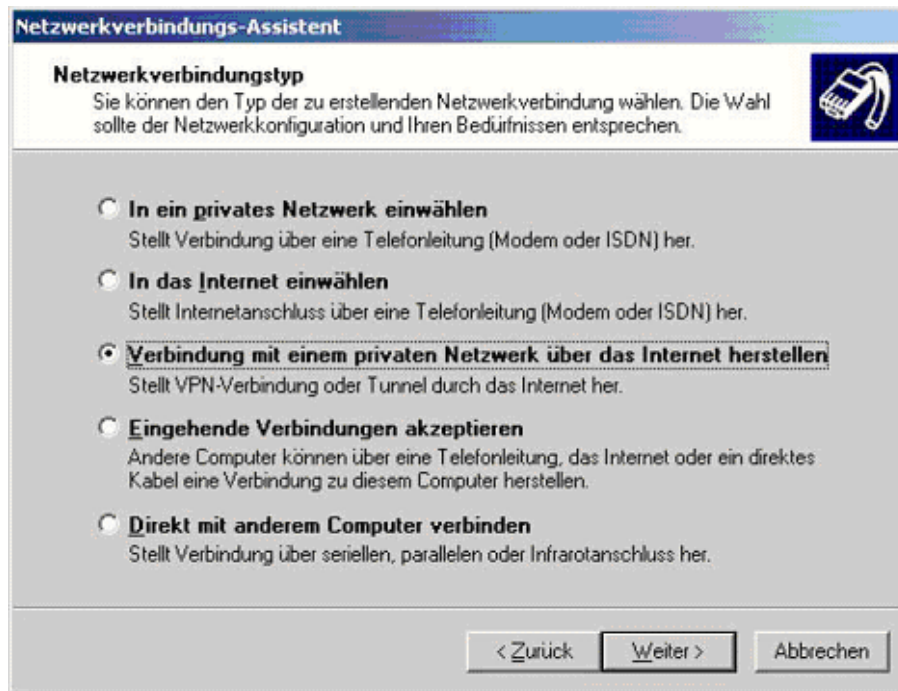 Netzwerkverbindungs-Assistent
Netzwerkverbindungstyp
Sie können den Typ der zu erstellenden Netzwerkverbindung wählen. Die Wahl
sollte der Netzwerkkonfiguration und Ihren Bedürfnissen entsprechen.
In ein privates Netzwerk einwählen
Stellt Verbindung über eine Telefonleitung (Modem oder ISDN) her.
In das Internet einwählen
Stellt Internetanschluss über eine Telefonleitung (Modem oder ISDN) her.
Verbindung mit einem privaten Netzwerk über das Internet herstellen
Stellt VPN-Verbindung oder Tunnel durch das Internet her.
Eingehende Verbindungen akzeptieren
Andere Computer können über eine Telefonleitung, das Internet oder ein direktes
Kabel eine Verbindung zu diesem Computer herstellen.
Direkt mit anderem Computer verbinden
Stellt Verbindung über seriellen, parallelen oder Infrarotanschluss her.
< Zurück Weiter > Abbrechen